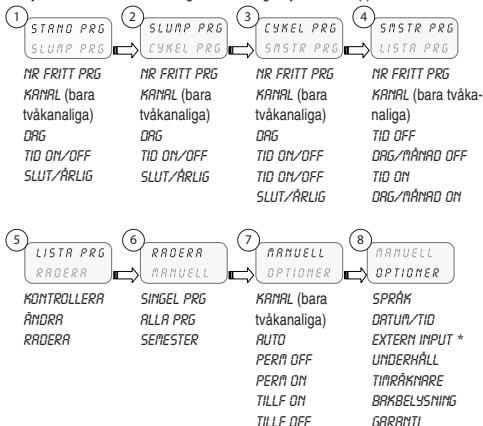 1
STAND PRG
SLUMP PRG
NR FRITT PRG
KANAL (bara
tvåkanaliga)
DAG
TID ON/OFF
SLUT/ÅRLIG
2
SLUMP PRG
CYKEL PRG
NR FRITT PRG
KANAL (bara
tvåkanaliga)
DAG
TID ON/OFF
SLUT/ÅRLIG
3
CYKEL PRG
SMSTR PRG
NR FRITT PRG
KANAL (bara
tvåkanaliga)
DAG
TID ON/OFF
TID ON/OFF
SLUT/ÅRLIG
4
SMSTR PRG
LISTA PRG
NR FRITT PRG
KANAL (bara tvåka-
naliga)
TID OFF
DAG/MÅNAD OFF
TID ON
DAG/MÅNAD ON
5
LISTA PRG
RADERA
KONTROLLERA
ÄNDRA
RADERA
6
RADERA
MANUELL
SINGEL PRG
ALLA PRG
SEMESTER
7
MANUELL
OPTIONER
KANAL (bara
tvåkanaliga)
AUTO
PERM OFF
PERM ON
TILLF ON
TILLF OFF
8
MANUELL
OPTIONER
SPRÅK
DATUM/TID
EXTERN INPUT *
UNDERHÅLL
TIMRÄKNARE
BAKBELYSNING
GARANTI